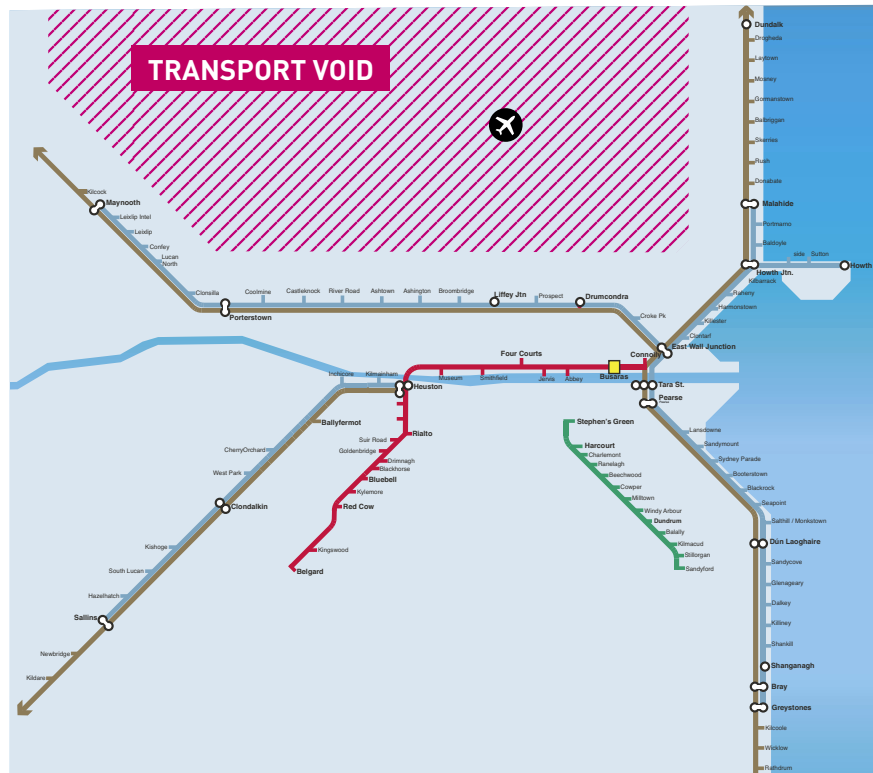 TRANSPORT VOID
Dundalk
Drogheda
Laytown
Mosney
Gormanstown
Balbriggan
Skerries
Rush
Donabate
Malahide
Portmarno
Baldoyle
side
Sutton
Howth
Howth Jtn.
Kilbarrack
Raheny
Harmonstown
Killester
Clontarf
East Wall Junction
Kilcock
Maynooth
Leixlip Intel
Leixlip
Confey
Lucan
North
Clonsilla
Porterstown
Coolmine
Castleknock
River Road
Ashtown
Ashington
Broombridge
Liffey Jtn
Prospect
Drumcondra
Croke Pk
Connolly
Four Courts
Busaras
Museum
Smithfield
Jervis
Abbey
Inchicore
Kilmainham
Heuston
Tara St.
Pearse
Ballyfermot
CherryOrchard
West Park
Clondalkin
Kishoge
South Lucan
Hazelhatch
Sallins
Newbridge
Kildare
Rialto
Suir Road
Goldenbridge
Drimnagh
Blackhorse
Bluebell
Kylemore
Red Cow
Kingswood
Belgard
Stephen's Green
Harcourt
Charlemont
Ranelagh
Beechwood
Cowper
Milltown
Windy Arbour
Dundrum
Balally
Kilmacud
Stillorgan
Sandyford
Lansdowne
Sandymount
Sydney Parade
Booterstown
Blackrock
Seapoint
Salthill / Monkstown
Dún Laoghaire
Sandycove
Glenageary
Dalkey
Killiney
Shankill
Shanganagh
Bray
Greystones
Kilcoole
Wicklow
Rathdrum